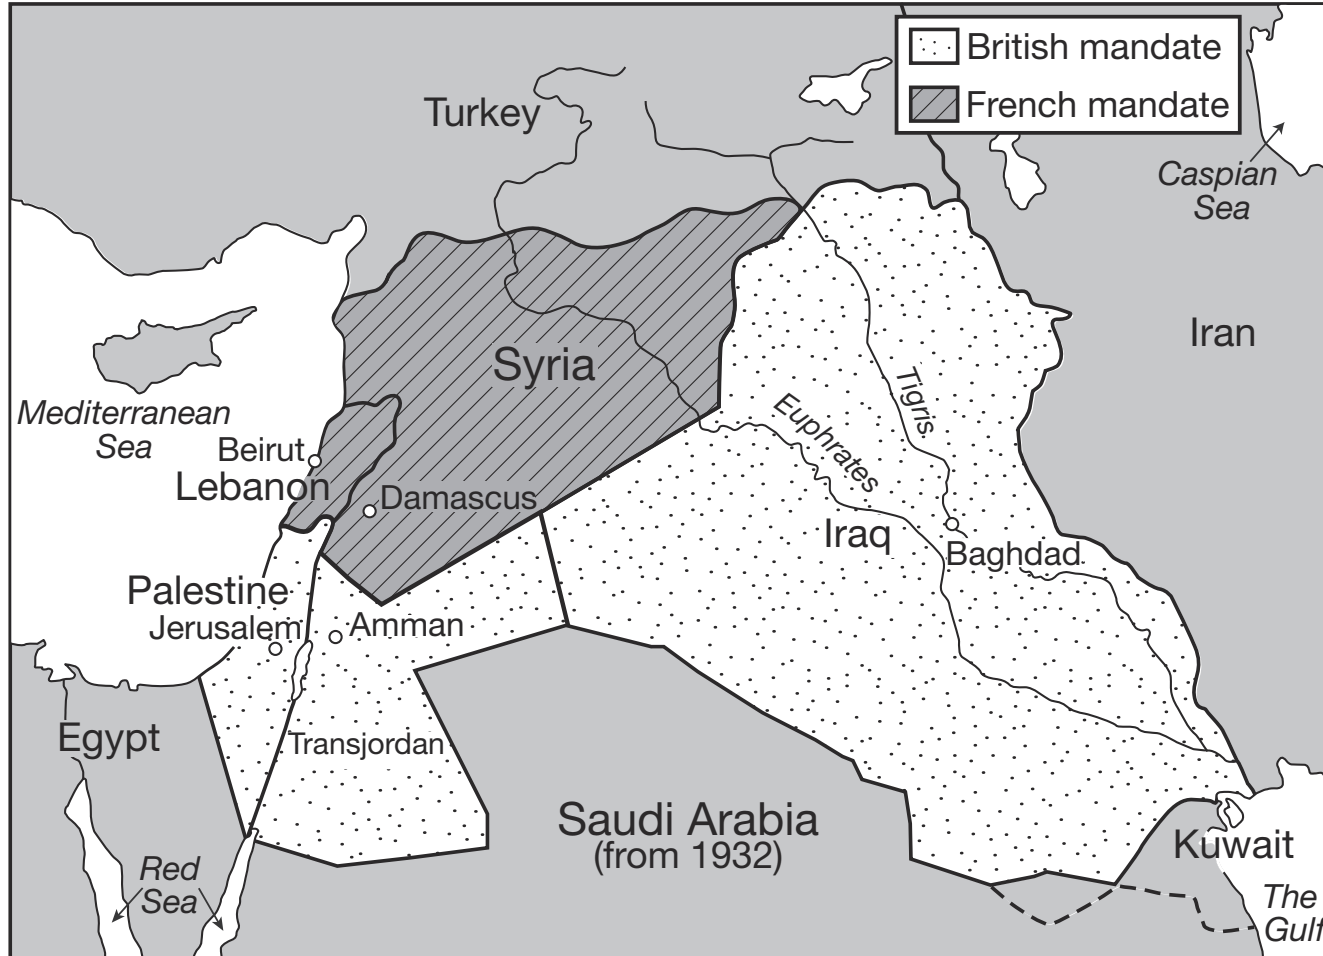 British mandate
French mandate
Turkey
Caspian
Sea
Iran
Syria
Mediterranean
Sea
Tigris
Euphrates
Beirut
Lebanon
Damascus
Iraq
Baghdad
Palestine
Jerusalem
Amman
Egypt
Transjordan
Saudi Arabia
(from 1932)
Kuwait
Red
Sea
The
Gulf